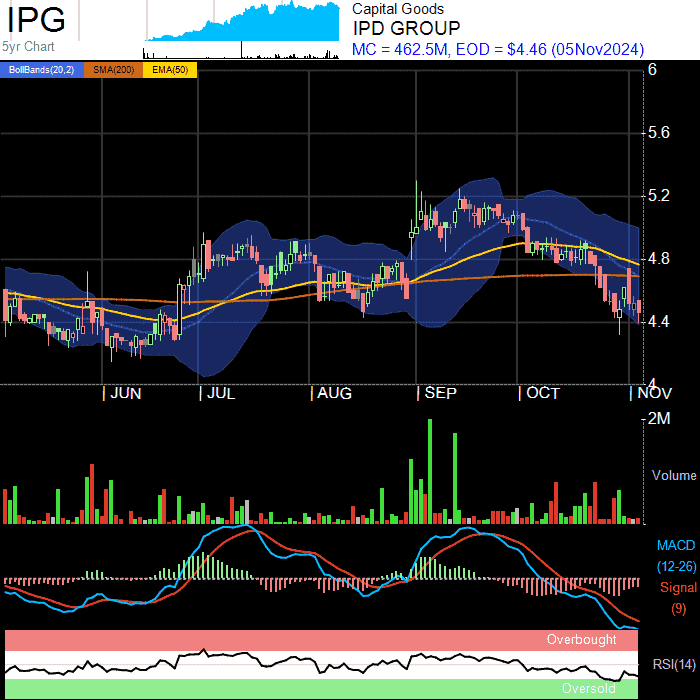 IPG
5yr Chart
Capital Goods
IPD GROUP
MC = 462.5M, EOD = $4.46 (05Nov2024)
BollBands(20,2) SMA(200) EMA(50)
6
5.6
5.2
4.8
4.4
4
JUN JUL AUG SEP OCT NOV
2M
Volume
MACD
(12-26)
Signal
(9)
Overbought
RSI(14)
Oversold